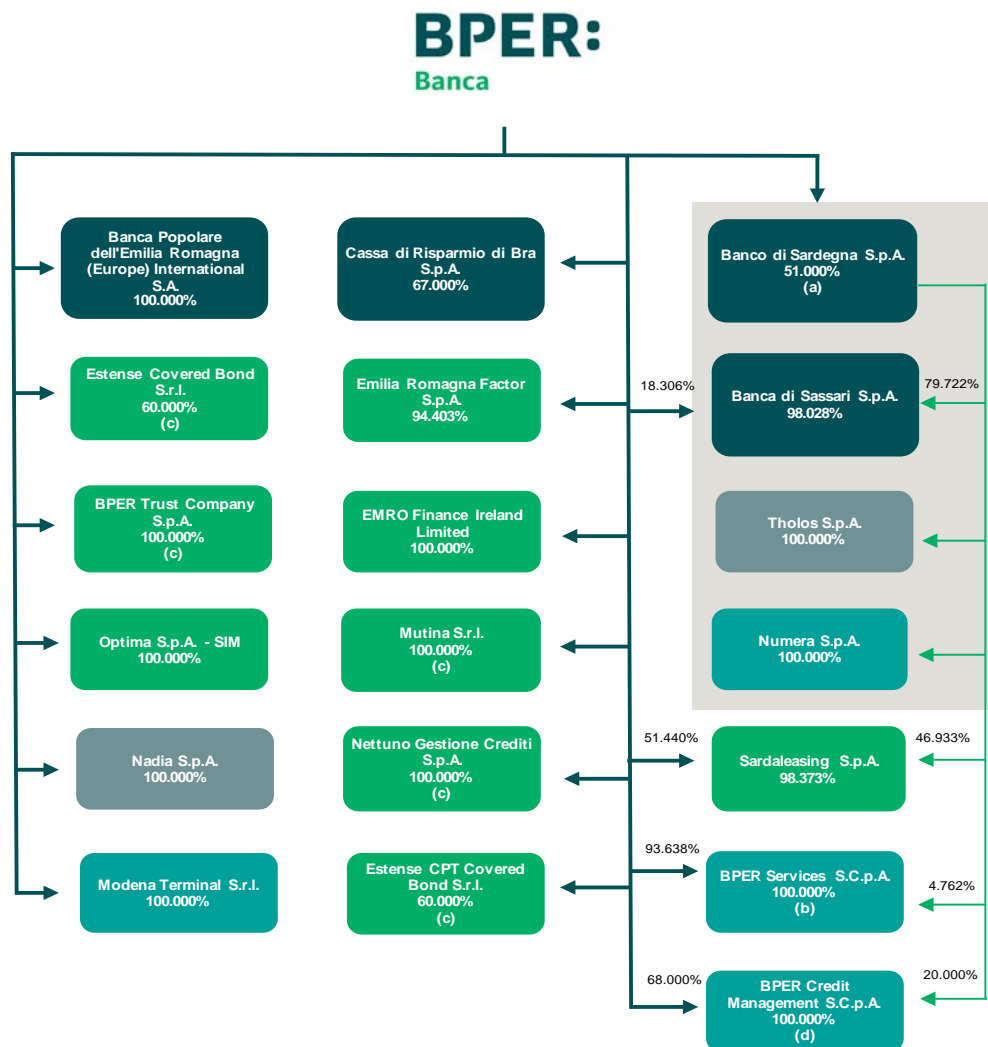 BPER:
Banca
Banca Popolare
dell'Emilia Romagna
(Europe) International
S.A.
100.000%
Cassa di Risparmio di Bra
S.p.A.
67.000%
Banco di Sardegna S.p.A.
51.000%
(a)
Estense Covered Bond
S.r.l.
60.000%
(c)
Emilia Romagna Factor
S.p.A.
94.403%
18.306%
Banca di Sassari S.p.A.
98.028%
79.722%
BPER Trust Company
S.p.A.
100.000%
(c)
EMRO Finance Ireland
Limited
100.000%
Tholos S.p.A.
100.000%
Optima S.p.A. - SIM
100.000%
Mutina S.r.l.
100.000%
(c)
Numera S.p.A.
100.000%
Nadia S.p.A.
100.000%
Nettuno Gestione Crediti
S.p.A.
100.000%
(c)
51.440%
Sardaleasing S.p.A.
98.373%
46.933%
Modena Terminal S.r.l.
100.000%
Estense CPT Covered
Bond S.r.l.
60.000%
(c)
93.638%
BPER Services S.C.p.A.
100.000%
(b)
4.762%
68.000%
BPER Credit
Management S.C.p.A.
100.000%
(d)
20.000%